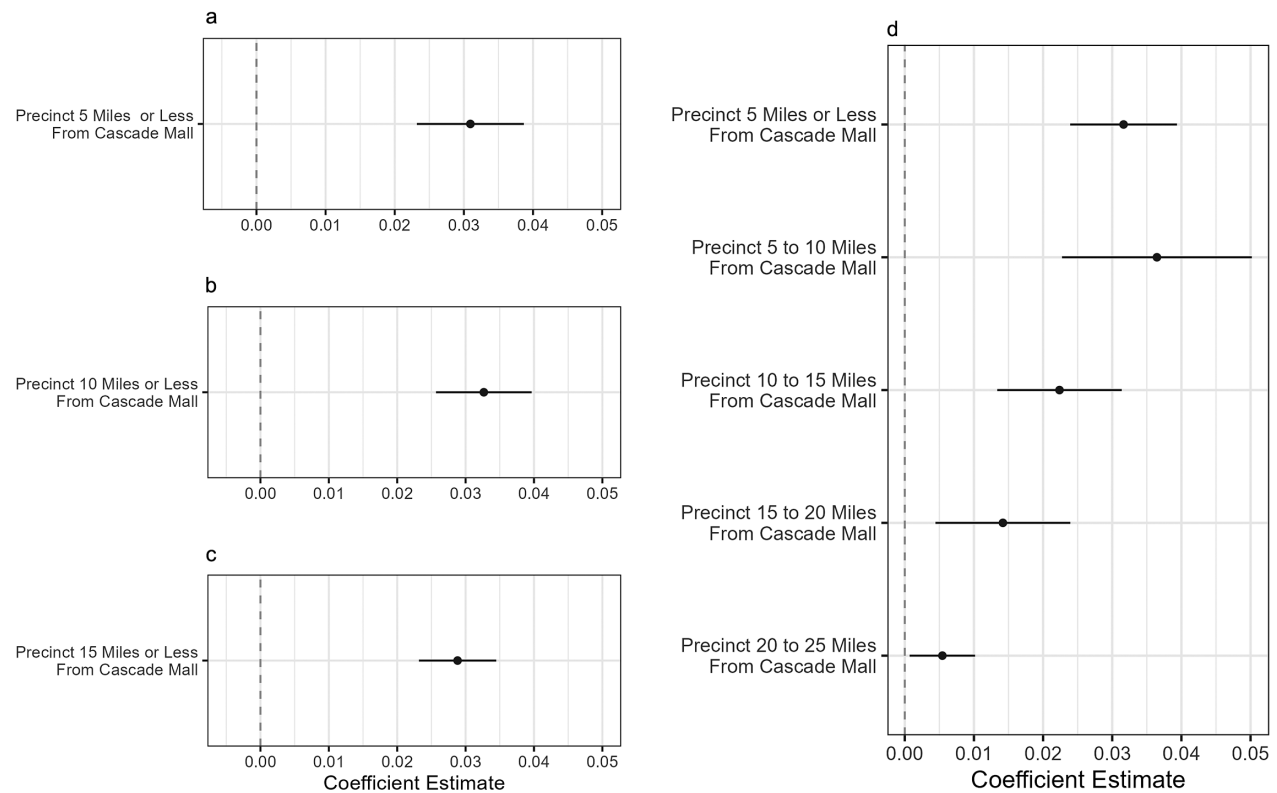 a
Precinct 5 Miles  or Less
From Cascade Mall
0.00 0.01 0.02 0.03 0.04 0.05
b
Precinct 10 Miles or Less
From Cascade Mall
0.00 0.01 0.02 0.03 0.04 0.05
c
Precinct 15 Miles or Less
From Cascade Mall
0.00 0.01 0.02 0.03 0.04 0.05
Coefficient Estimate
d
Precinct 5 Miles or Less
From Cascade Mall
Precinct 5 to 10 Miles
From Cascade Mall
Precinct 10 to 15 Miles
From Cascade Mall
Precinct 15 to 20 Miles
From Cascade Mall
Precinct 20 to 25 Miles
From Cascade Mall
0.00 0.01 0.02 0.03 0.04 0.05
Coefficient Estimate